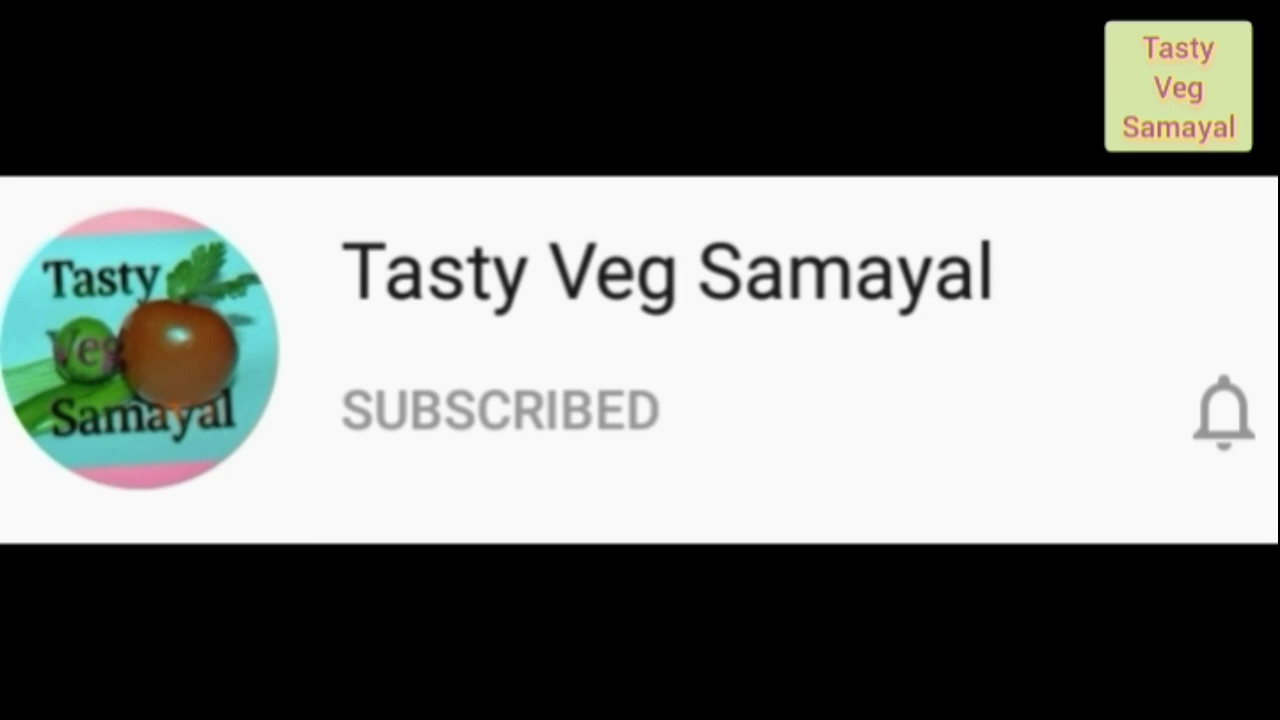 Tasty
Veg
Samayal
Tasty
Veg
Samayal
Tasty Veg Samayal
SUBSCRIBED